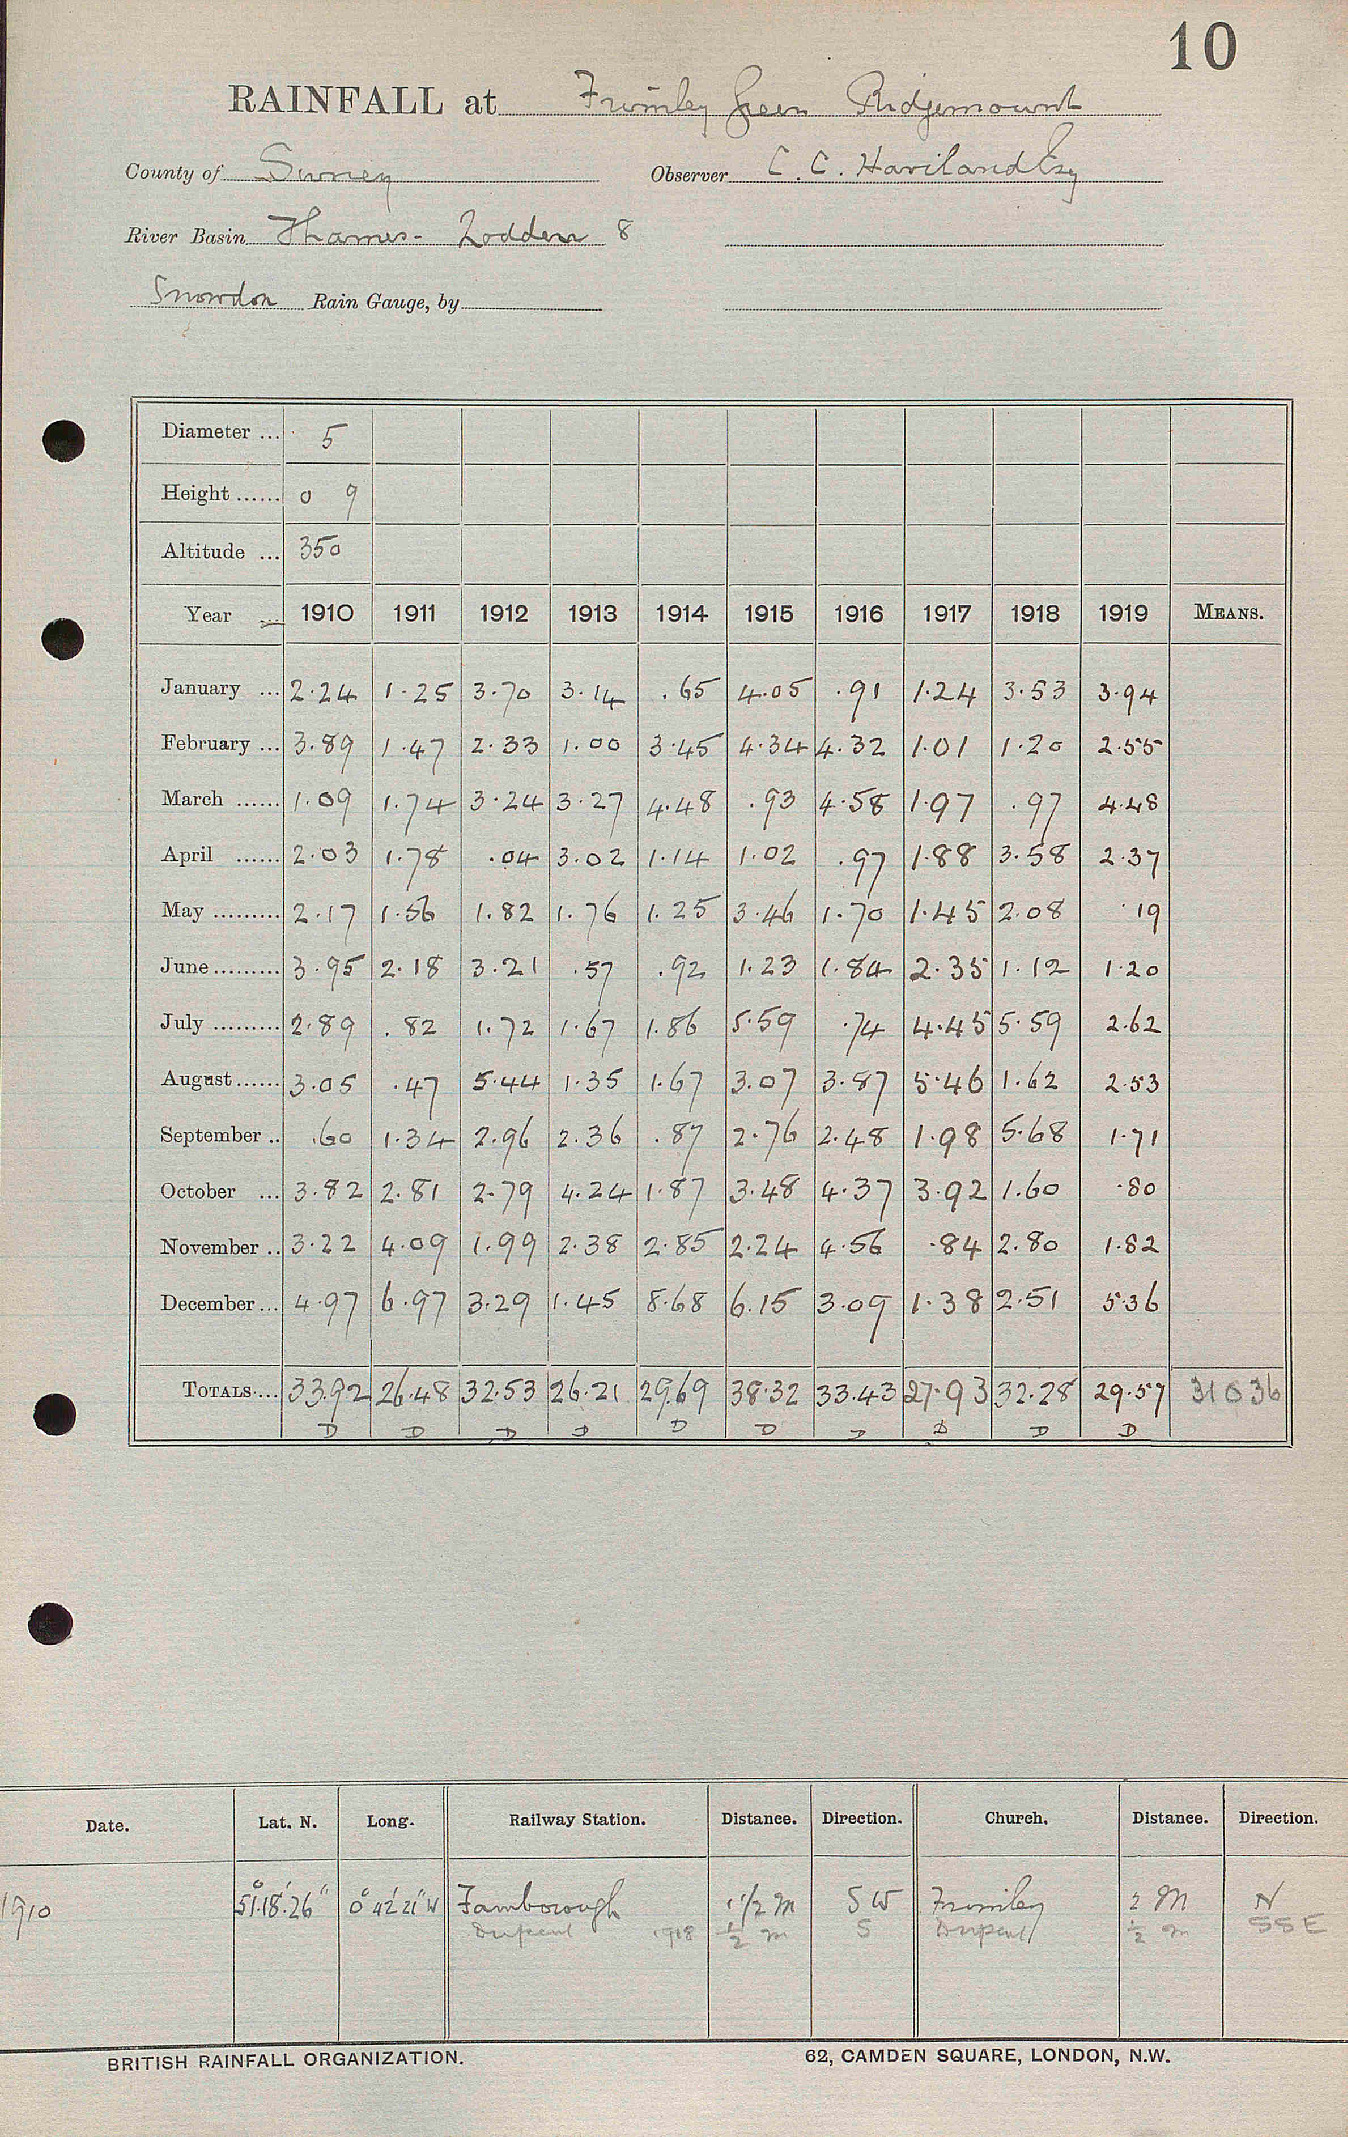 10
RAINFALL at Frimley Green Ridgemount
County of Surrey Observer C. C. Haviland Esq
River Basin Thames - Loddon 8
Snowdon Rain Gauge, by
Diameter ... 5
Height ...... 0 9
Altitude ... 350
Year ... 1910 1911 1912 1913 1914 1915 1916 1917 1918 1919 MEANS.
January ... 2.24 1.25 3.70 3.14 .65 4.05 .91 1.24 3.53 3.94
February ... 3.89 1.47 2.33 1.00 3.45 4.34 4.32 1.01 1.20 2.55
March ...... 1.09 1.74 3.24 3.27 4.48 .93 4.58 1.97 .97 4.48
April ...... 2.03 1.78 .04 3.02 1.14 1.02 .97 1.88 3.58 2.37
May ......... 2.17 1.56 1.82 1.76 1.25 3.46 1.70 1.45 2.08 .19
June ......... 3.95 2.18 3.21 .57 .92 1.23 1.84 2.35 1.12 1.20
July ......... 2.89 .82 1.72 1.67 1.86 5.59 .74 4.45 5.59 2.62
August ...... 3.05 .47 5.44 1.35 1.67 3.07 3.87 5.46 1.62 2.53
September .. .60 1.34 2.96 2.36 .87 2.76 2.48 1.98 5.68 1.71
October ... 3.82 2.81 2.79 4.24 1.87 3.48 4.37 3.92 1.60 .80
November .. 3.22 4.09 1.99 2.38 2.85 2.24 4.56 .84 2.80 1.82
December ... 4.97 6.97 3.29 1.45 8.68 6.15 3.09 1.38 2.51 5.36
TOTALS .... 33.92 26.48 32.53 26.21 29.69 38.32 33.43 27.93 32.28 29.57 31036
D D D D D D D D D D
Date. Lat. N. Long. Railway Station. Distance. Direction. Church. Distance. Direction.
1910 51°.18'.26" 0° 42' 21" W Farnborough 1 1/2 M S W Frimley 2 M N
1918 1/2 m S 1/2 m SSE
BRITISH RAINFALL ORGANIZATION. 62, CAMDEN SQUARE, LONDON, N.W.